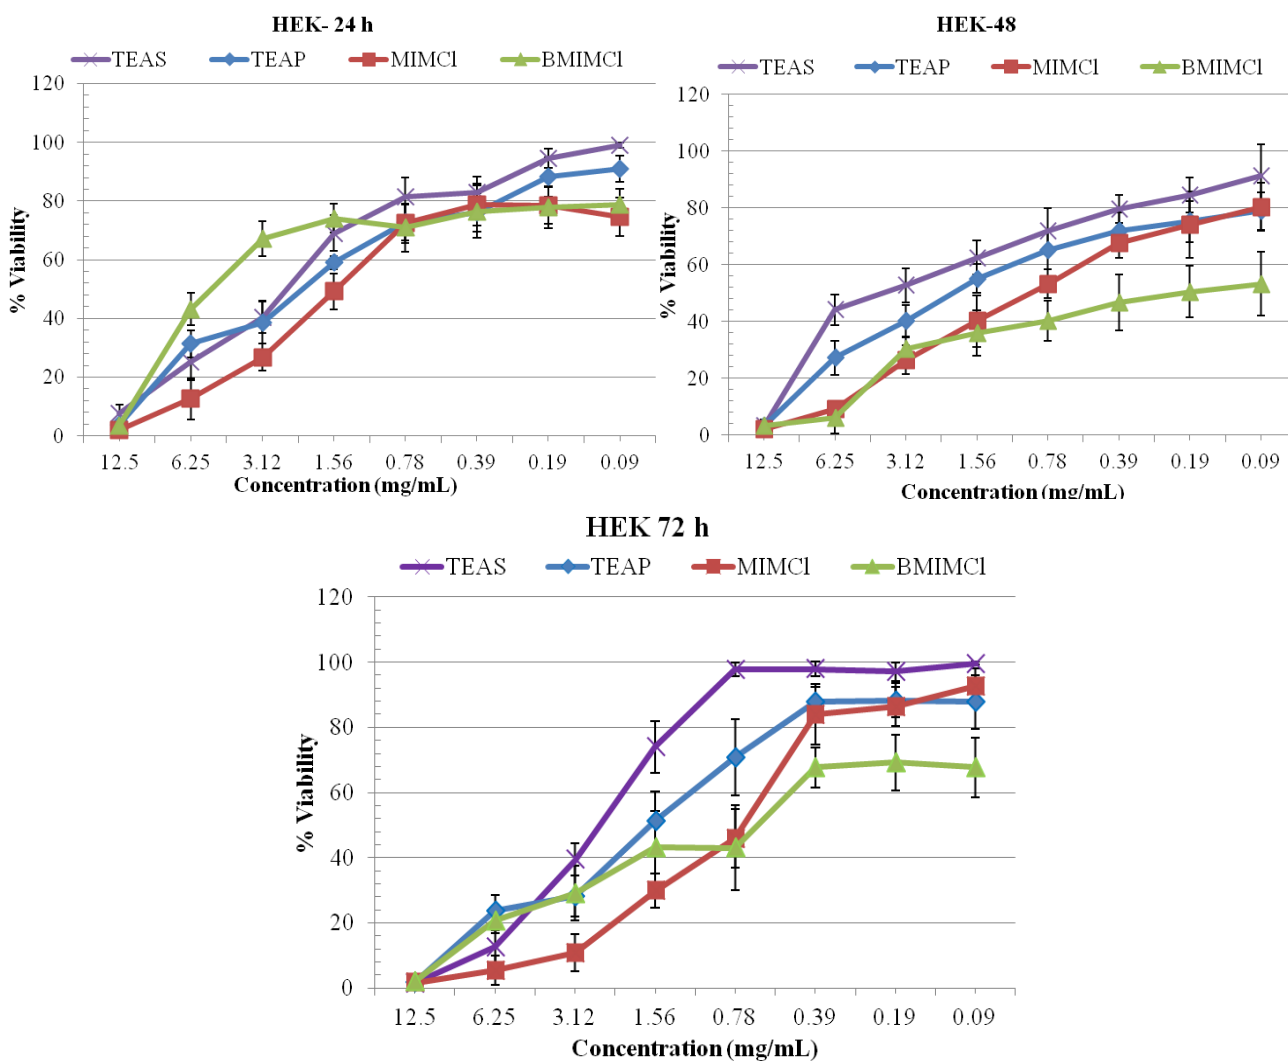 HEK- 24 h
TEAS TEAP MIMCl BMIMCl
120
100
80
60
40
20
0
% Viability
12.5 6.25 3.12 1.56 0.78 0.39 0.19 0.09
Concentration (mg/mL)
HEK-48
TEAS TEAP MIMCl BMIMCl
120
100
80
60
40
20
0
% Viability
12.5 6.25 3.12 1.56 0.78 0.39 0.19 0.09
Concentration (mg/mL)
HEK 72 h
TEAS TEAP MIMCl BMIMCl
120
100
80
60
40
20
0
% Viability
12.5 6.25 3.12 1.56 0.78 0.39 0.19 0.09
Concentration (mg/mL)